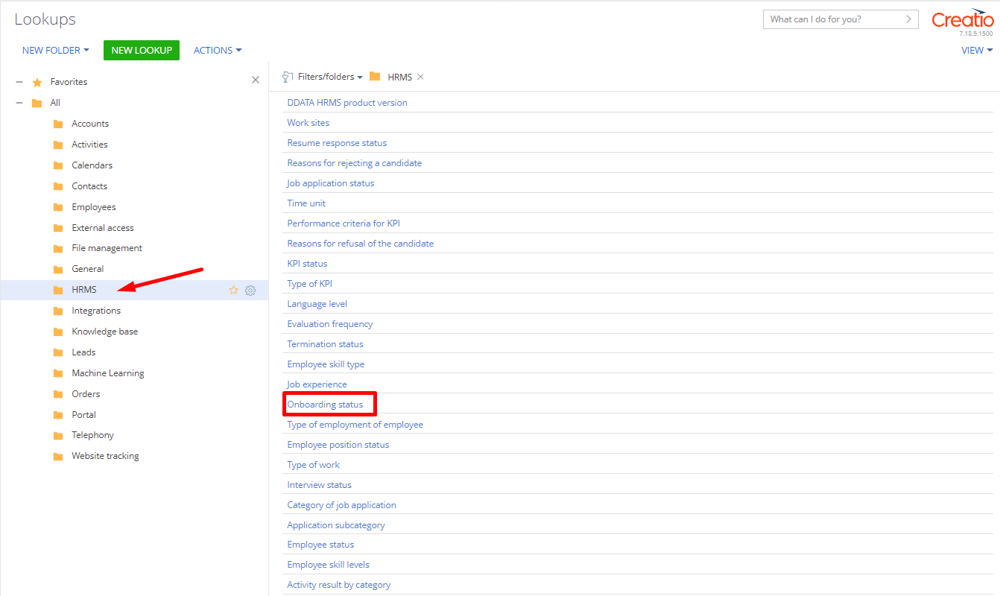 Lookups
What can I do for you?
Creatio
7.18.5.1500
NEW FOLDER
NEW LOOKUP
ACTIONS
VIEW
Favorites
All
Accounts
Activities
Calendars
Contacts
Employees
External access
File management
General
HRMS
Integrations
Knowledge base
Leads
Machine Learning
Orders
Portal
Telephony
Website tracking
Filters/folders
HRMS
DDATA HRMS product version
Work sites
Resume response status
Reasons for rejecting a candidate
Job application status
Time unit
Performance criteria for KPI
Reasons for refusal of the candidate
KPI status
Type of KPI
Language level
Evaluation frequency
Termination status
Employee skill type
Job experience
Onboarding status
Type of employment of employee
Employee position status
Type of work
Interview status
Category of job application
Application subcategory
Employee status
Employee skill levels
Activity result by category